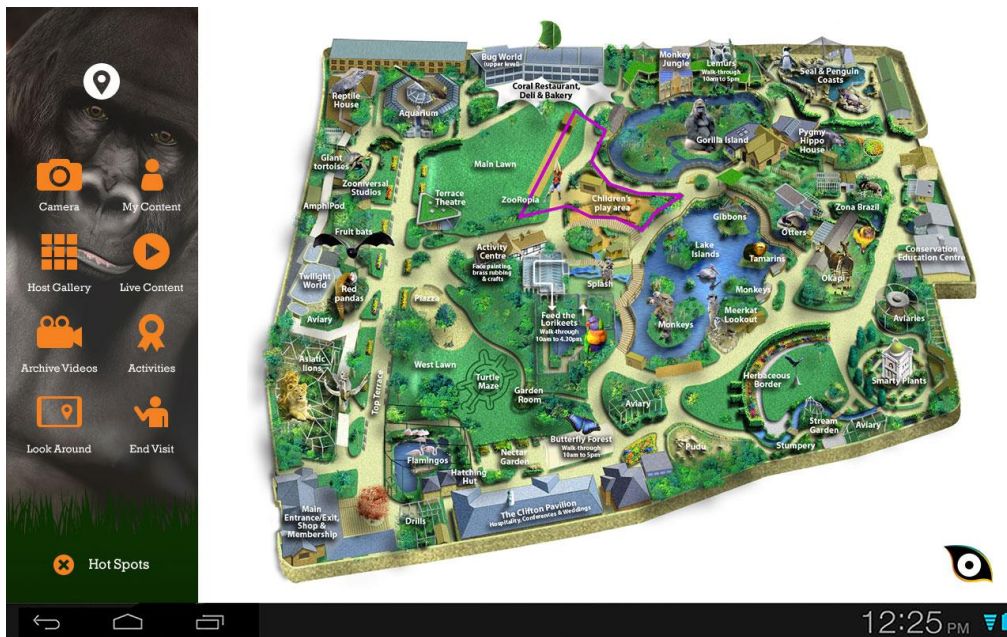 Camera
My Content
Host Gallery
Live Content
Archive Videos
Activities
Look Around
End Visit
Hot Spots
Bug World
(upper level)
Coral Restaurant,
Deli & Bakery
Monkey
Jungle
Lemurs
Walk-through
10am to 5pm
Seal & Penguin
Coasts
Reptile
House
Aquarium
Gorilla Island
Pygmy
Hippo
House
Giant
tortoises
Main Lawn
Zooniversal
Studios
Terrace
Theatre
ZooRopia
Children's
play area
AmphiPod
Gibbons
Zona Brazil
Otters
Fruit bats
Activity
Centre
Face painting,
brass rubbing
& crafts
Lake
Islands
Tamarins
Conservation
Education Centre
Twilight
World
Red
pandas
Splash
Okapi
Monkeys
Piazza
Aviary
Feed the
Lorikeets
Walk-through
10am to 4.30pm
Monkeys
Meerkat
Lookout
Aviaries
Asiatic
lions
West Lawn
Turtle
Maze
Top Terrace
Garden
Room
Herbaceous
Border
Smarty Plants
Aviary
Stream
Garden
Aviary
Butterfly Forest
Walk-through
10am to 5pm
Pudu
Stumpery
Flamingos
Nectar
Garden
Hatching
Hut
Main
Entrance/Exit,
Shop &
Membership
Drills
The Clifton Pavilion
Hospitality, Conferences & Weddings
12:25 PM